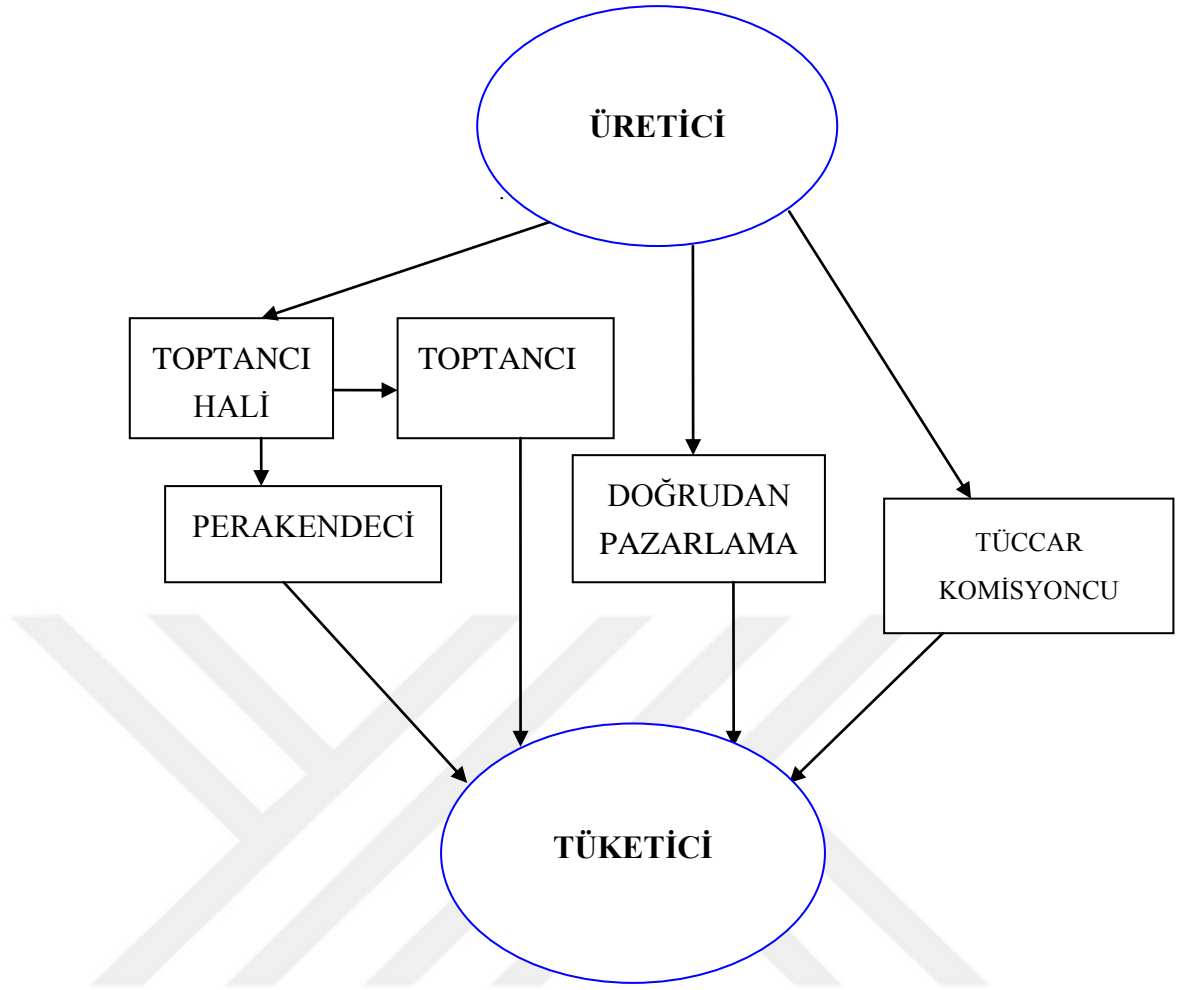 ÜRETİCİ
TOPTANCI
HALİ
TOPTANCI
PERAKENDECİ
DOĞRUDAN
PAZARLAMA
TÜCCAR
KOMİSYONCU
TÜKETİCİ